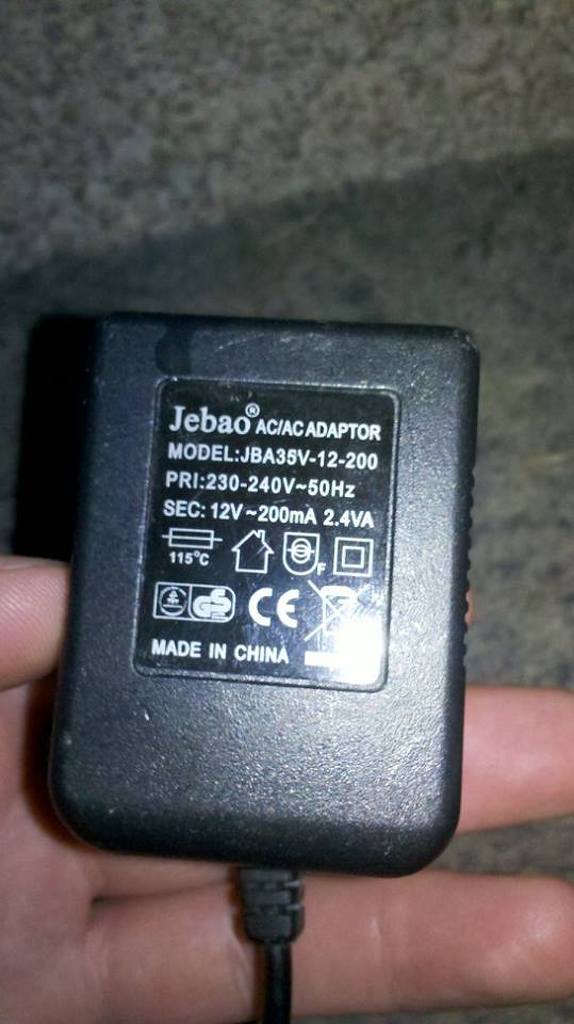 Jebao® AC/AC ADAPTOR
MODEL:JBA35V-12-200
PRI:230-240V~50Hz
SEC: 12V~200mA 2.4VA
115°C
F
GS CE
MADE IN CHINA